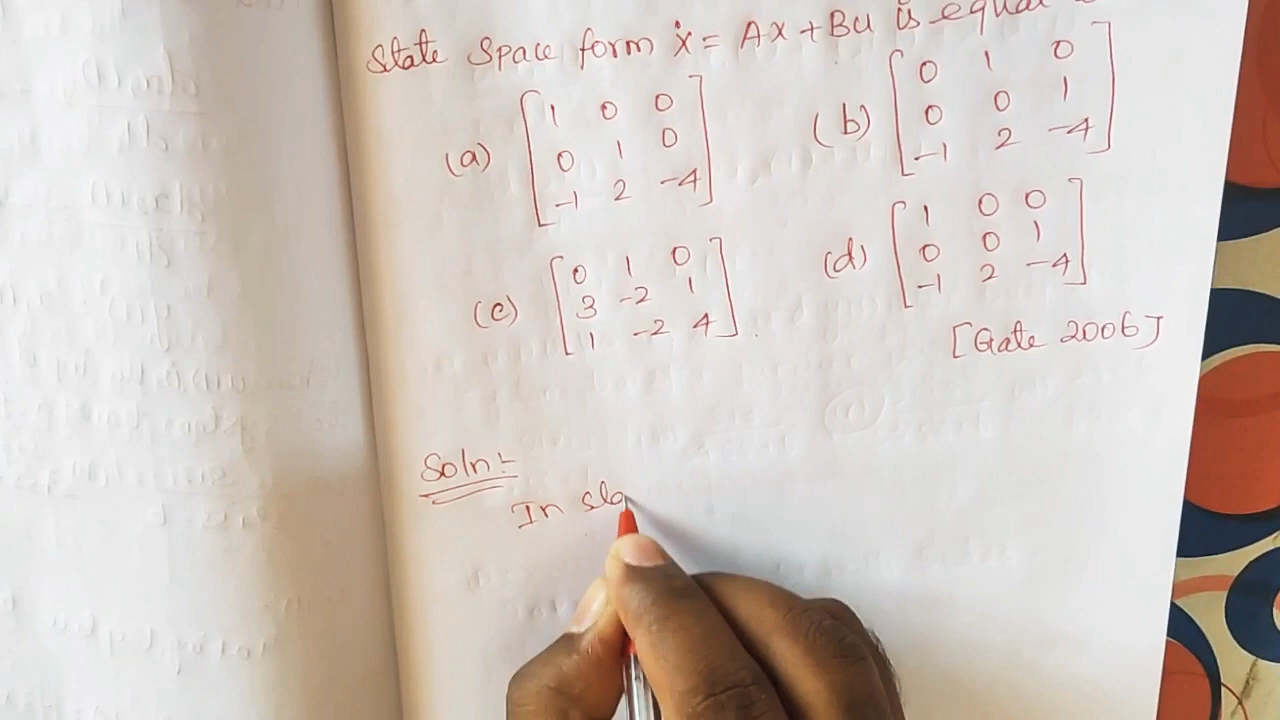 State Space form ẋ = Ax + Bu is equal
(a) [1 0 0
0 1 0
-1 2 -4]
(b) [0 1 0
0 0 1
-1 2 -4]
(c) [0 1 0
3 -2 1
1 -2 4]
(d) [1 0 0
0 0 1
-1 2 -4]
[Gate 2006]
Soln:-
In sta